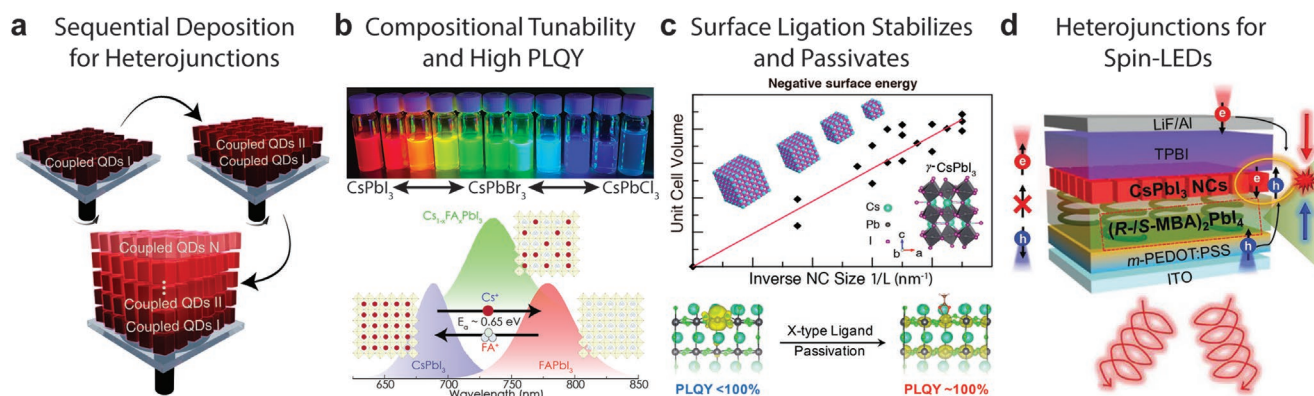 a Sequential Deposition
for Heterojunctions
Coupled QDs I
Coupled QDs II
Coupled QDs I
Coupled QDs N
Coupled QDs II
Coupled QDs I
b Compositional Tunability
and High PLQY
CsPbI₃ CsPbBr₃ CsPbCl₃
Cs₁₋ₓFAₓPbI₃
Cs⁺
Eₐ ~ 0.65 eV
FA⁺
CsPbI₃
FAPbI₃
650 700 750 800 850
Wavelength (nm)
c Surface Ligation Stabilizes
and Passivates
Negative surface energy
Unit Cell Volume
γ-CsPbI₃
Cs
Pb
I
c
b a
Inverse NC Size 1/L (nm⁻¹)
X-type Ligand
Passivation
PLQY <100%
PLQY ~100%
d Heterojunctions for
Spin-LEDs
e
LiF/Al
TPBI
e
CsPbI₃ NCs
e
h
(R-/S-MBA)₂PbI₄
h
m-PEDOT:PSS
h
ITO